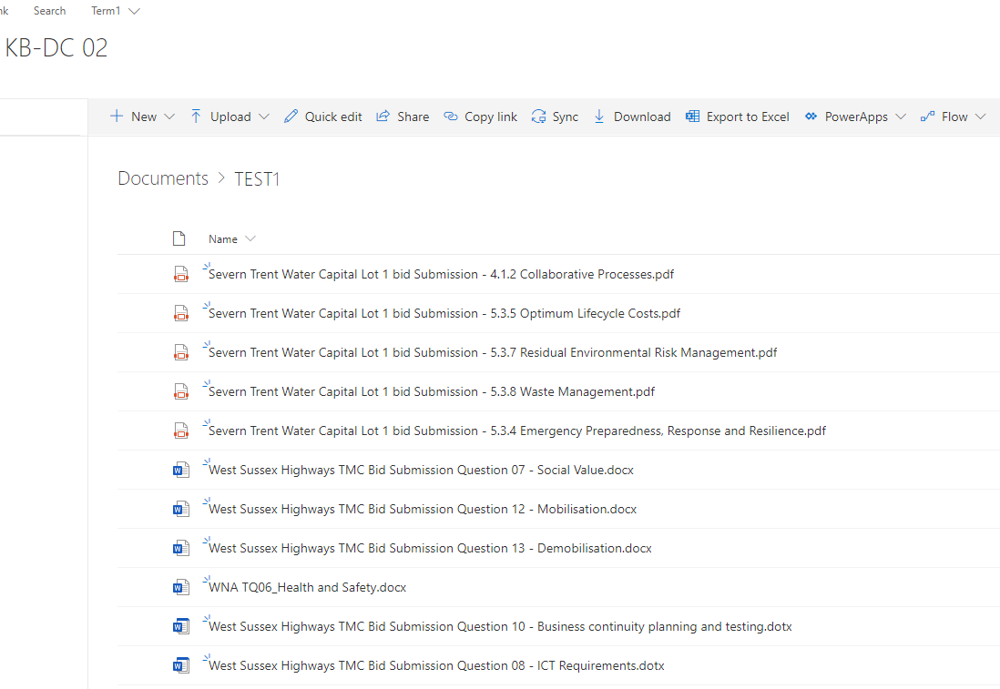 Search Term1
KB-DC 02
New Upload Quick edit Share Copy link Sync Download Export to Excel PowerApps Flow
Documents > TEST1
Name
Severn Trent Water Capital Lot 1 bid Submission - 4.1.2 Collaborative Processes.pdf
Severn Trent Water Capital Lot 1 bid Submission - 5.3.5 Optimum Lifecycle Costs.pdf
Severn Trent Water Capital Lot 1 bid Submission - 5.3.7 Residual Environmental Risk Management.pdf
Severn Trent Water Capital Lot 1 bid Submission - 5.3.8 Waste Management.pdf
Severn Trent Water Capital Lot 1 bid Submission - 5.3.4 Emergency Preparedness, Response and Resilience.pdf
West Sussex Highways TMC Bid Submission Question 07 - Social Value.docx
West Sussex Highways TMC Bid Submission Question 12 - Mobilisation.docx
West Sussex Highways TMC Bid Submission Question 13 - Demobilisation.docx
WNA TQ06_Health and Safety.docx
West Sussex Highways TMC Bid Submission Question 10 - Business continuity planning and testing.dotx
West Sussex Highways TMC Bid Submission Question 08 - ICT Requirements.dotx